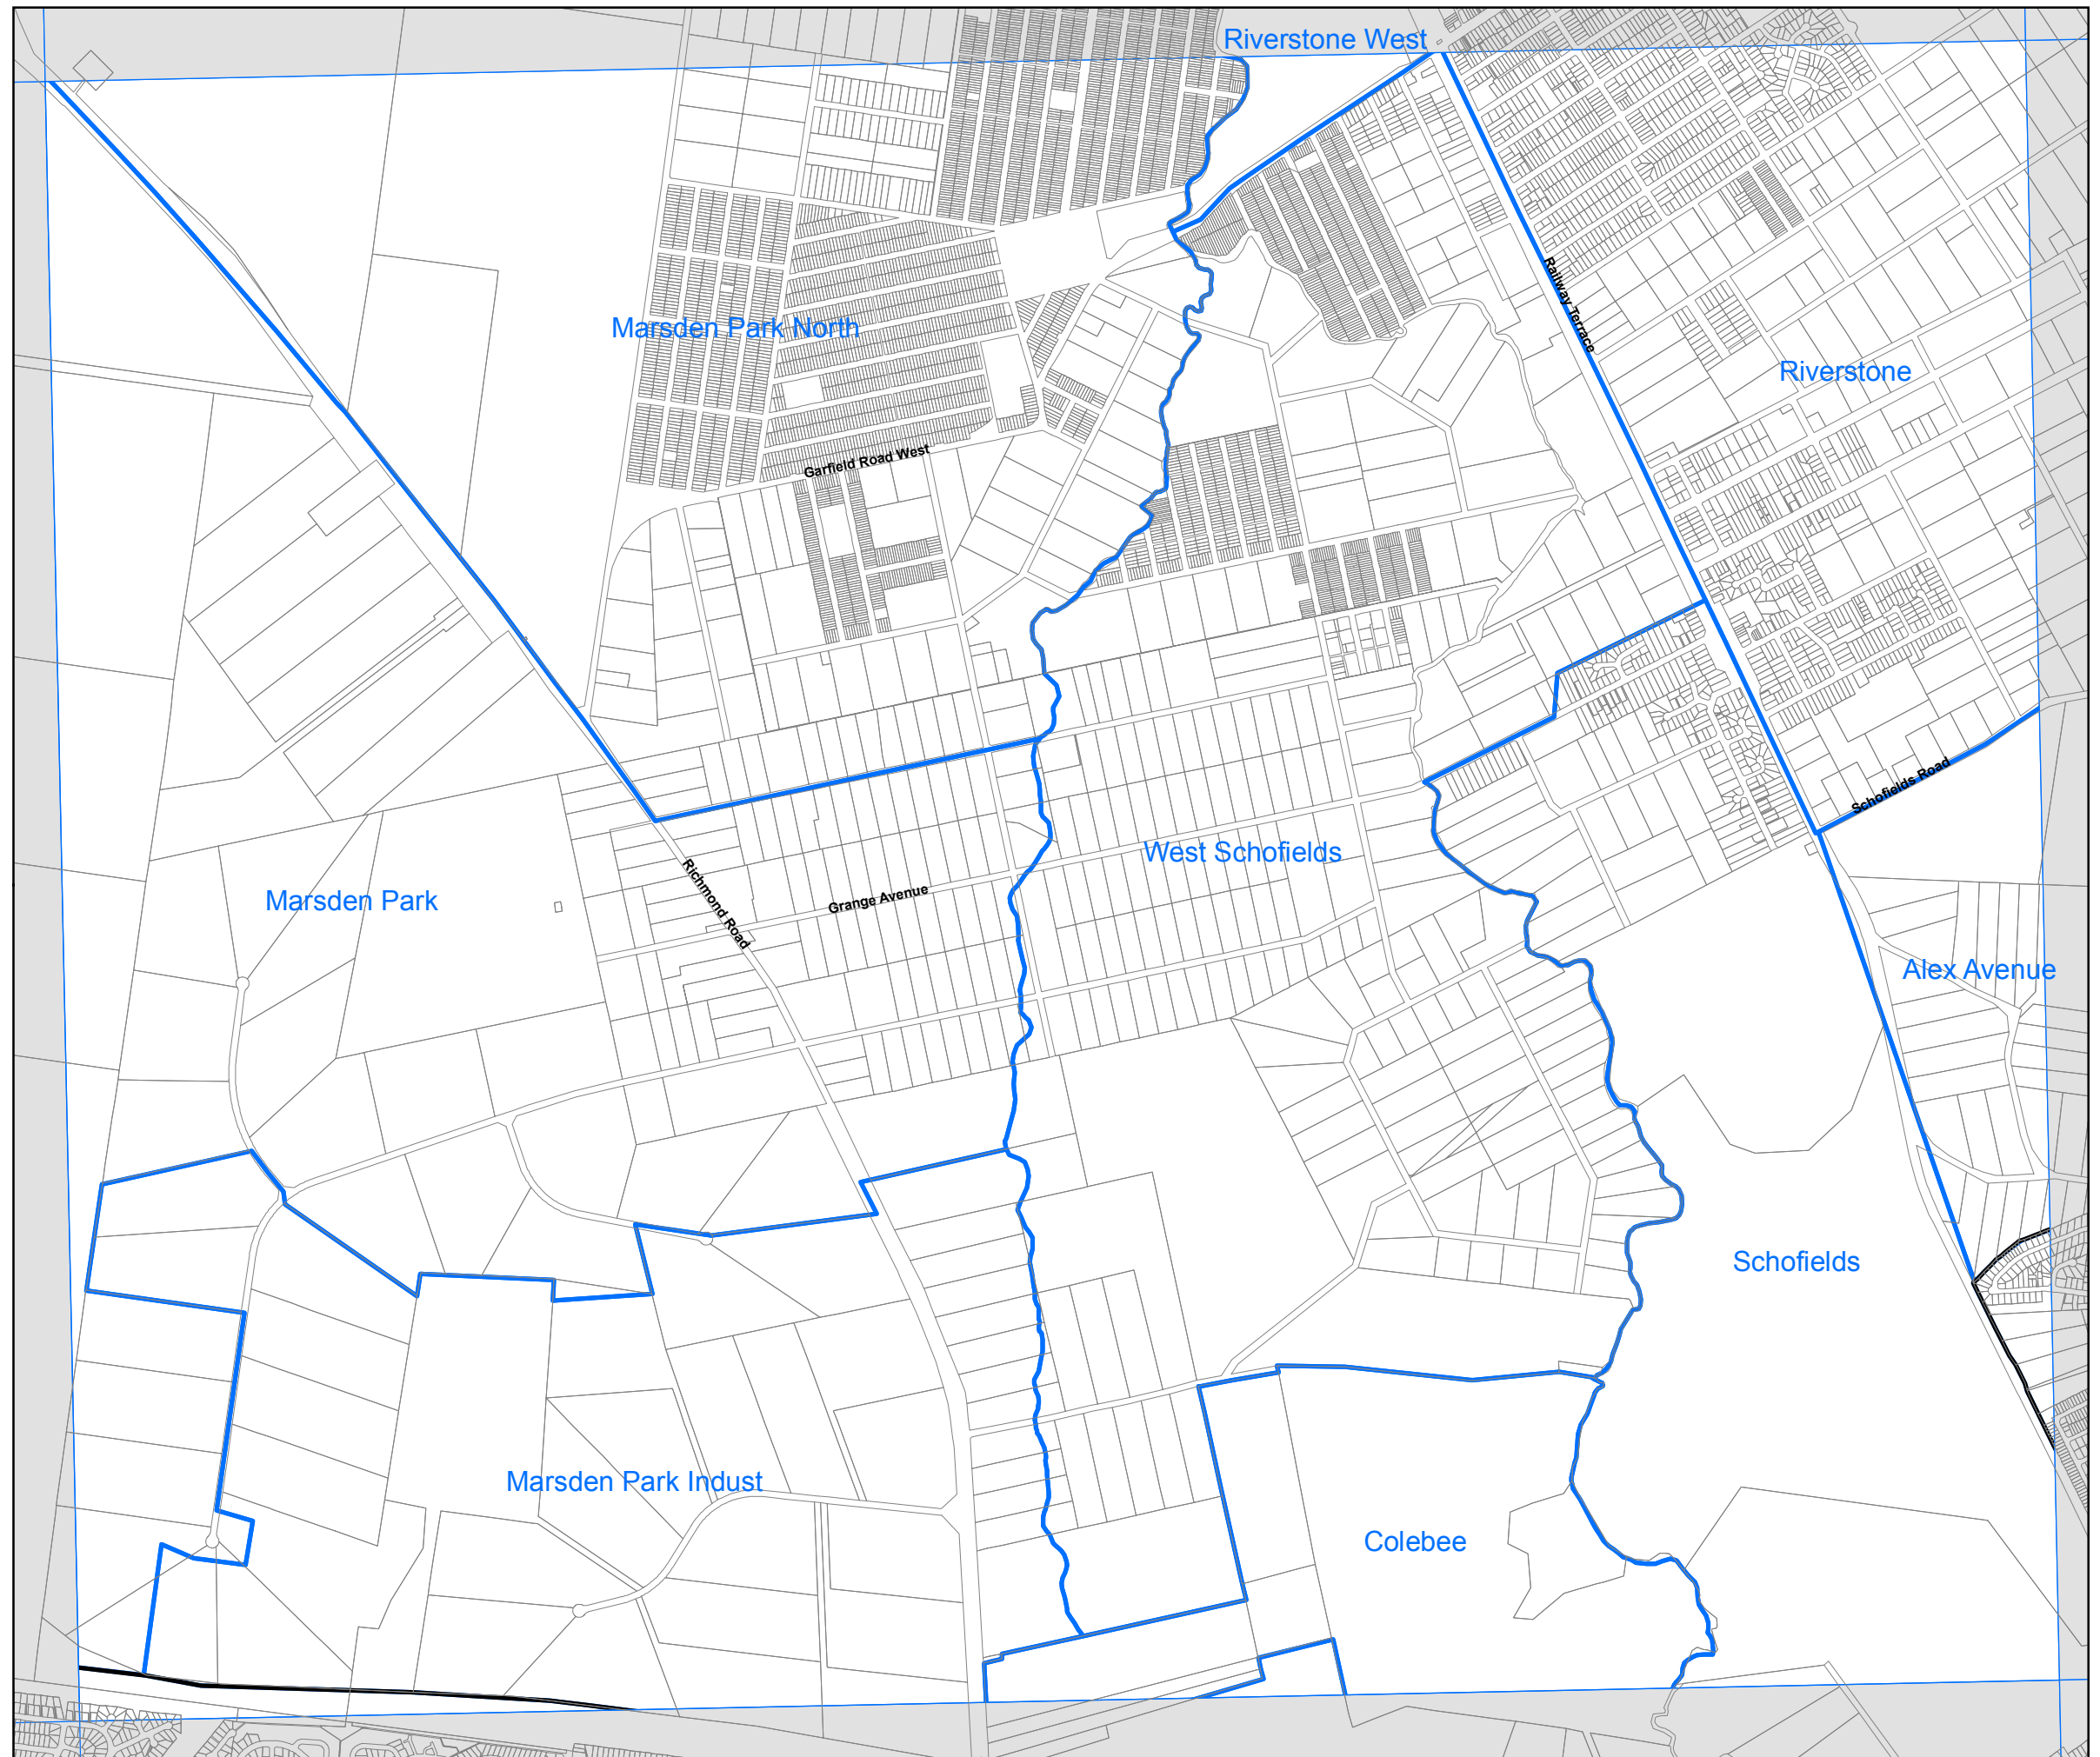 Riverstone West
Railway Terrace
Marsden Park North
Riverstone
Garfield Road West
Schofields Road
West Schofields
Richmond Road
Grange Avenue
Marsden Park
Alex Avenue
Schofields
Marsden Park Indust
Colebee